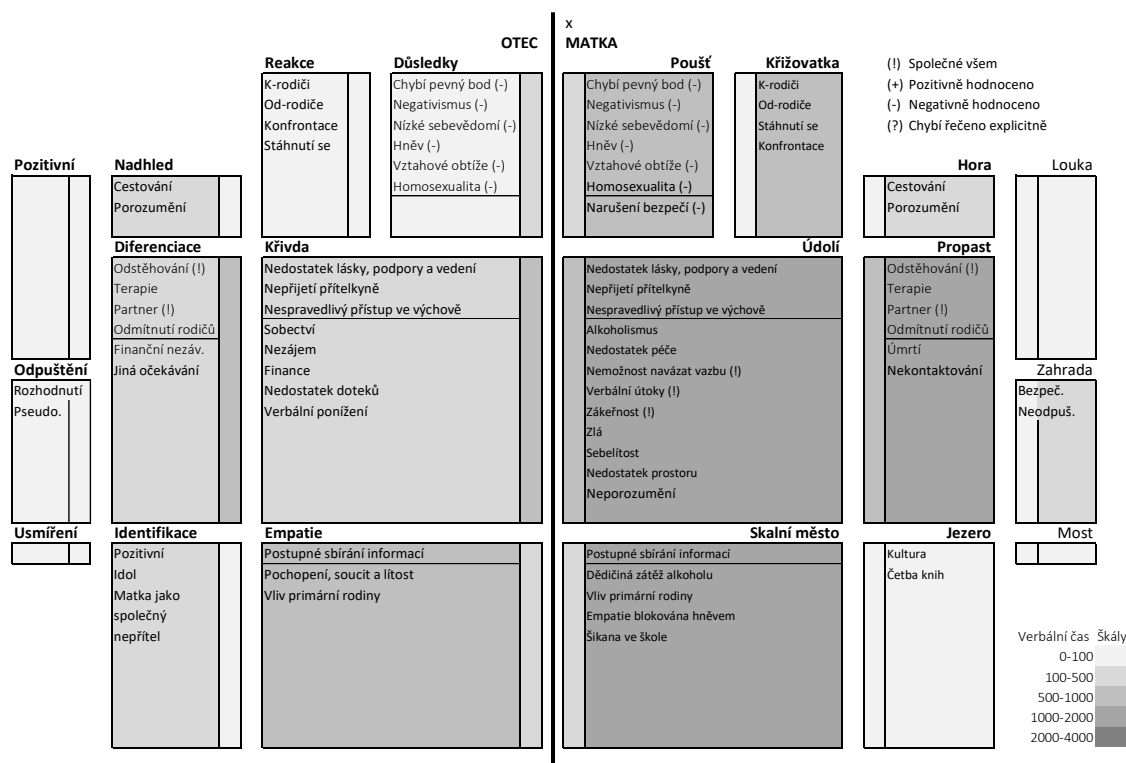 x
OTEC MATKA
Reakce
K-rodiči
Od-rodiče
Konfrontace
Stáhnutí se
Důsledky
Chybí pevný bod (-)
Negativismus (-)
Nízké sebevědomí (-)
Hněv (-)
Vztahové obtíže (-)
Homosexualita (-)
Poušť
Chybí pevný bod (-)
Negativismus (-)
Nízké sebevědomí (-)
Hněv (-)
Vztahové obtíže (-)
Homosexualita (-)
Narušení bezpečí (-)
Křižovatka
K-rodiči
Od-rodiče
Stáhnutí se
Konfrontace
(!) Společné všem
(+) Pozitivně hodnoceno
(-) Negativně hodnoceno
(?) Chybí řečeno explicitně
Pozitivní
Nadhled
Cestování
Porozumění
Hora
Cestování
Porozumění
Louka
Diferenciace
Odstěhování (!)
Terapie
Partner (!)
Odmítnutí rodičů
Finanční nezáv.
Jiná očekávání
Křivda
Nedostatek lásky, podpory a vedení
Nepřijetí přítelkyně
Nespravedlivý přístup ve výchově
Sobectví
Nezájem
Finance
Nedostatek doteků
Verbální ponížení
Údolí
Nedostatek lásky, podpory a vedení
Nepřijetí přítelkyně
Nespravedlivý přístup ve výchově
Alkoholismus
Nedostatek péče
Nemožnost navázat vazbu (!)
Verbální útoky (!)
Zákeřnost (!)
Zlá
Sebelítost
Nedostatek prostoru
Neporozumění
Propast
Odstěhování (!)
Terapie
Partner (!)
Odmítnutí rodičů
Úmrtí
Nekontaktování
Odpuštění
Rozhodnutí
Pseudo.
Zahrada
Bezpeč.
Neodpuš.
Usmíření
Identifikace
Pozitivní
Idol
Matka jako
společný
nepřítel
Empatie
Postupné sbírání informací
Pochopení, soucit a lítost
Vliv primární rodiny
Skalní město
Postupné sbírání informací
Dědičiná zátěž alkoholu
Vliv primární rodiny
Empatie blokována hněvem
Šikana ve škole
Jezero
Kultura
Četba knih
Most
Verbální čas Škály
0-100
100-500
500-1000
1000-2000
2000-4000